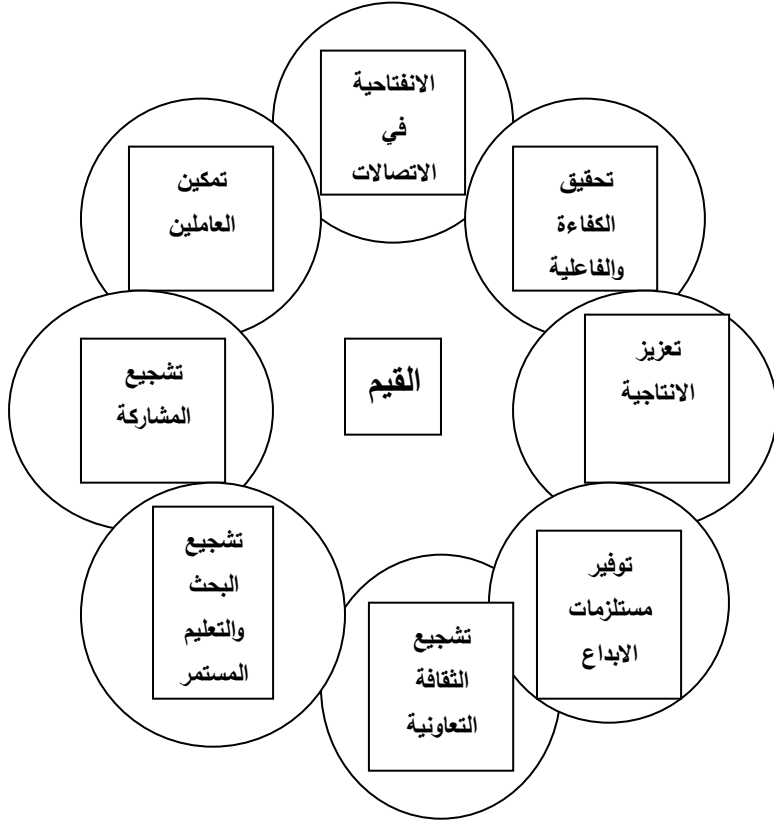 الانفتاحية
في
الاتصالات
تحقيق
الكفاءة
والفاعلية
تمكين
العاملين
تعزيز
الانتاجية
القيم
تشجيع
المشاركة
توفير
مستلزمات
الابداع
تشجيع
البحث
والتعليم
المستمر
تشجيع
الثقافة
التعاونية